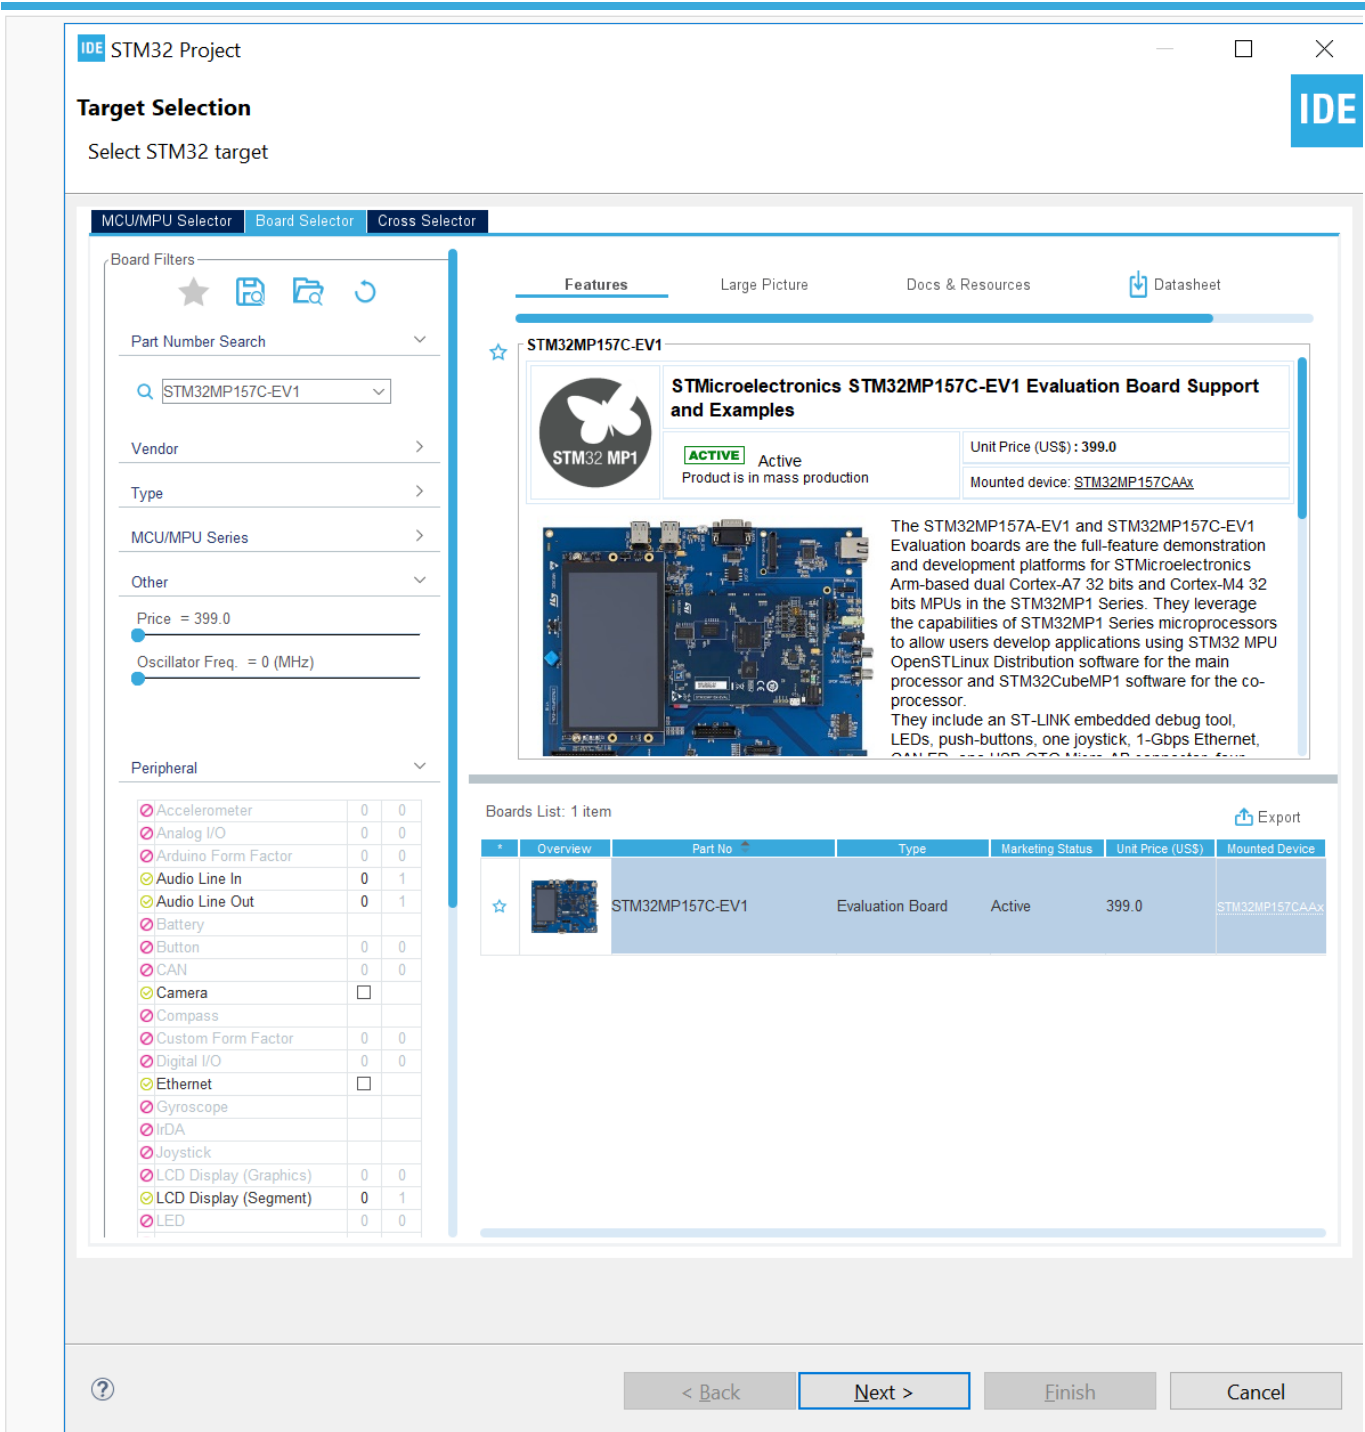 IDE STM32 Project
Target Selection
IDE
Select STM32 target
MCU/MPU Selector
Board Selector
Cross Selector
Board Filters
Part Number Search
STM32MP157C-EV1
Vendor
Type
MCU/MPU Series
Other
Price = 399.0
Oscillator Freq. = 0 (MHz)
Peripheral
Accelerometer 0 0
Analog I/O 0 0
Arduino Form Factor 0 0
Audio Line In 0 1
Audio Line Out 0 1
Battery
Button 0 0
CAN 0 0
Camera
Compass
Custom Form Factor 0 0
Digital I/O 0 0
Ethernet
Gyroscope
IrDA
Joystick
LCD Display (Graphics) 0 0
LCD Display (Segment) 0 1
LED 0 0
Features
Large Picture
Docs & Resources
Datasheet
STM32MP157C-EV1
STM32 MP1
STMicroelectronics STM32MP157C-EV1 Evaluation Board Support
and Examples
ACTIVE Active
Product is in mass production
Unit Price (US$) : 399.0
Mounted device: STM32MP157CAAx
The STM32MP157A-EV1 and STM32MP157C-EV1
Evaluation boards are the full-feature demonstration
and development platforms for STMicroelectronics
Arm-based dual Cortex-A7 32 bits and Cortex-M4 32
bits MPUs in the STM32MP1 Series. They leverage
the capabilities of STM32MP1 Series microprocessors
to allow users develop applications using STM32 MPU
OpenSTLinux Distribution software for the main
processor and STM32CubeMP1 software for the co-
processor.
They include an ST-LINK embedded debug tool,
LEDs, push-buttons, one joystick, 1-Gbps Ethernet,
Boards List: 1 item
Export
* Overview Part No Type Marketing Status Unit Price (US$) Mounted Device
STM32MP157C-EV1 Evaluation Board Active 399.0 STM32MP157CAAx
< Back
Next >
Finish
Cancel